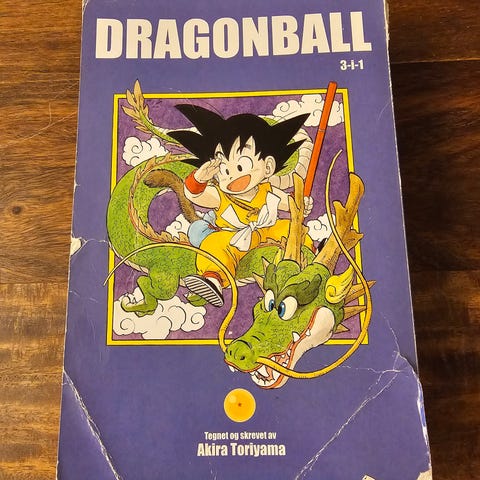 DRAGONBALL
3-i-1
Tegnet og skrevet av
Akira Toriyama